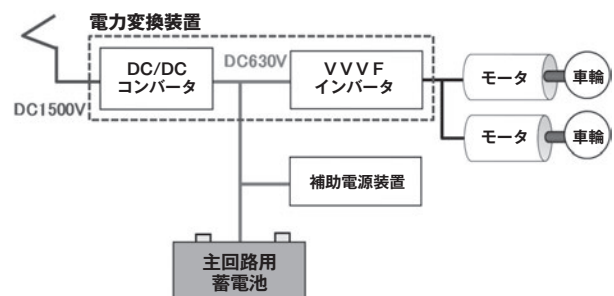 電力変換装置
DC/DC
コンバータ
DC630V
VVVF
インバータ
モータ
車輪
DC1500V
モータ
車輪
補助電源装置
主回路用
蓄電池